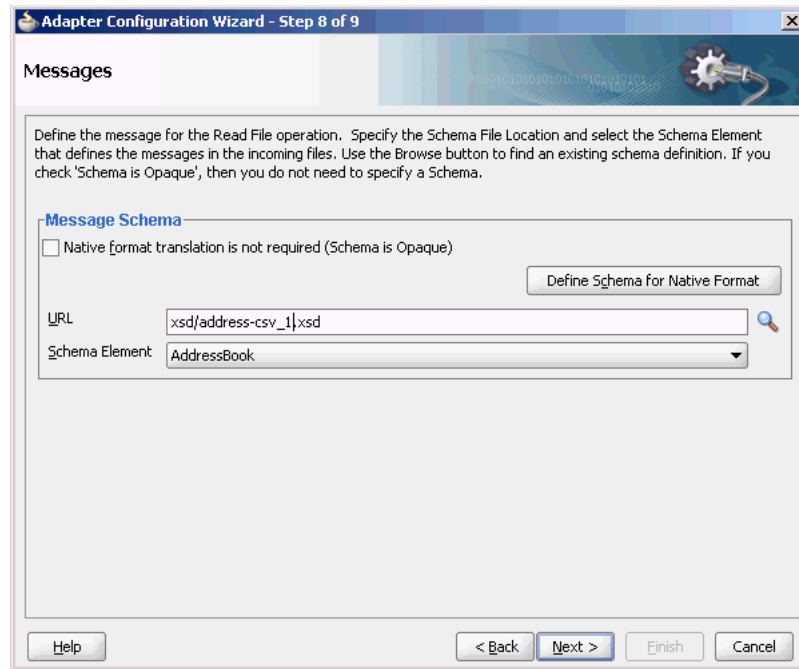 Adapter Configuration Wizard - Step 8 of 9
Messages
Define the message for the Read File operation. Specify the Schema File Location and select the Schema Element
that defines the messages in the incoming files. Use the Browse button to find an existing schema definition. If you
check 'Schema is Opaque', then you do not need to specify a Schema.
Message Schema
Native format translation is not required (Schema is Opaque)
Define Schema for Native Format
URL xsd/address-csv_1.xsd
Schema Element AddressBook
Help < Back Next > Finish Cancel